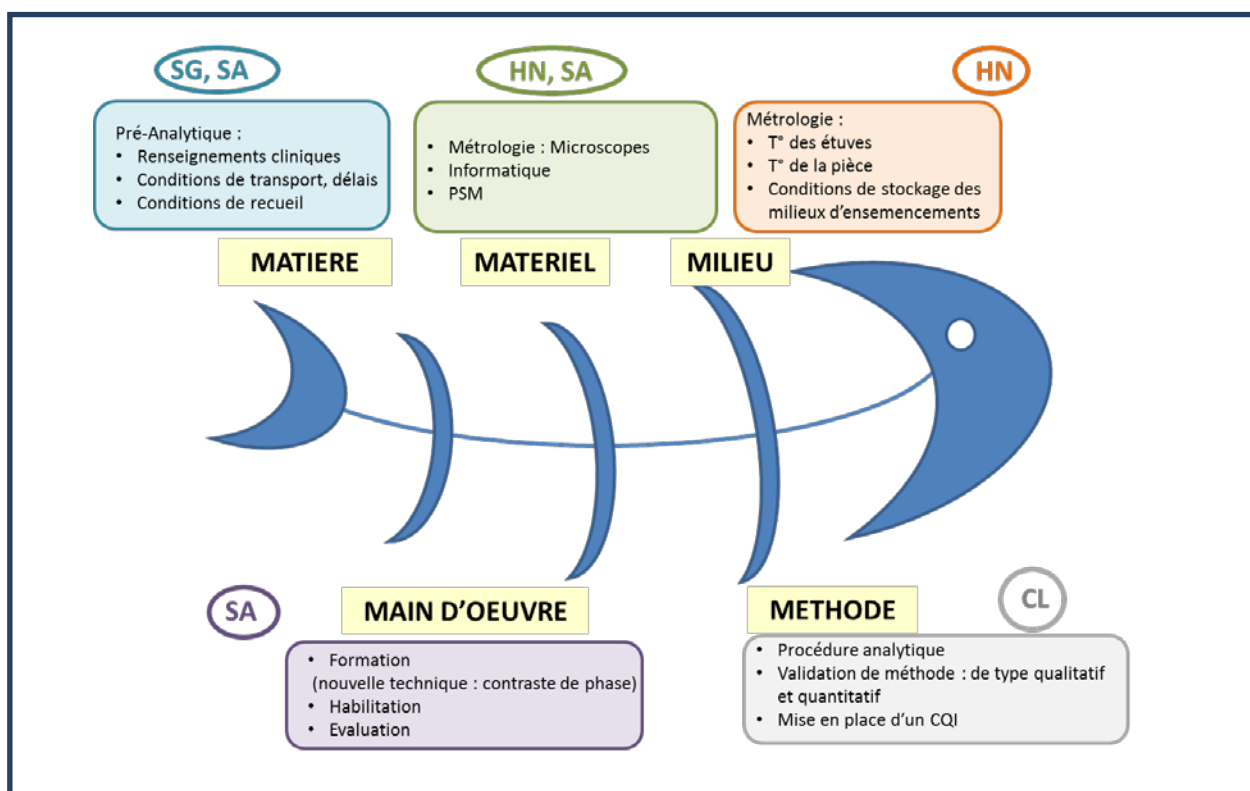 SG, SA
Pré-Analytique :
• Renseignements cliniques
• Conditions de transport, délais
• Conditions de recueil
MATIERE
HN, SA
• Métrologie : Microscopes
• Informatique
• PSM
MATERIEL
HN
Métrologie :
• T° des étuves
• T° de la pièce
• Conditions de stockage des
milieux d'ensemencements
MILIEU
SA
MAIN D'OEUVRE
• Formation
(nouvelle technique : contraste de phase)
• Habilitation
• Evaluation
METHODE
CL
• Procédure analytique
• Validation de méthode : de type qualitatif
et quantitatif
• Mise en place d'un CQI